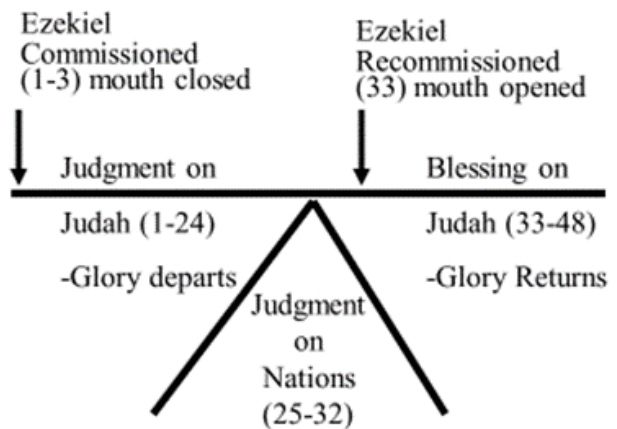 Ezekiel
Commissioned
(1-3) mouth closed
Ezekiel
Recommissioned
(33) mouth opened
Judgment on
Judah (1-24)
-Glory departs
Blessing on
Judah (33-48)
-Glory Returns
Judgment
on
Nations
(25-32)